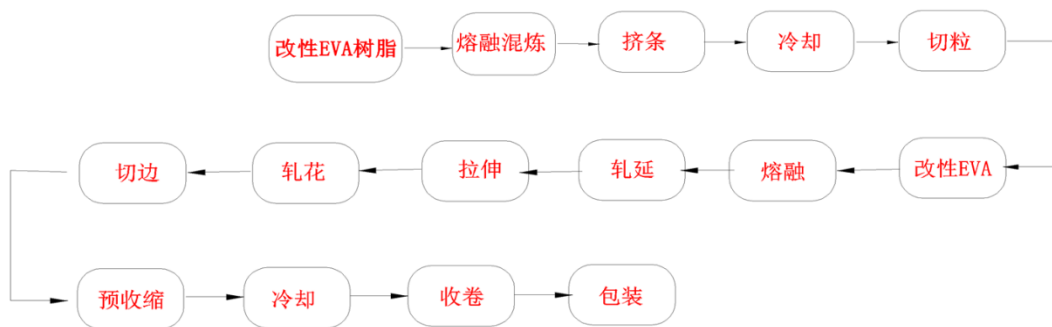 改性EVA树脂 熔融混炼 挤条 冷却 切粒
切边 轧花 拉伸 轧延 熔融 改性EVA
预收缩 冷却 收卷 包装